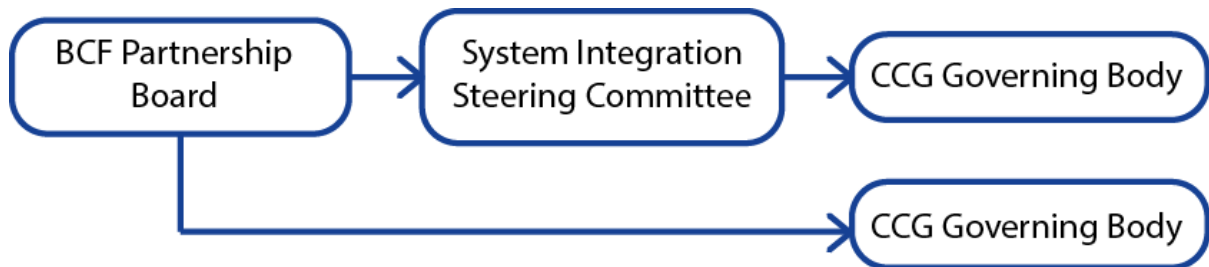 BCF Partnership
Board
System Integration
Steering Committee
CCG Governing Body
CCG Governing Body